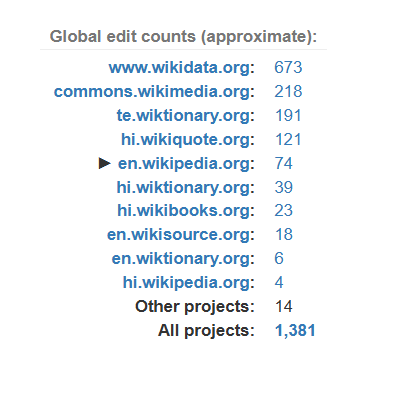 Global edit counts (approximate):
www.wikidata.org: 673
commons.wikimedia.org: 218
te.wiktionary.org: 191
hi.wikiquote.org: 121
► en.wikipedia.org: 74
hi.wiktionary.org: 39
hi.wikibooks.org: 23
en.wikisource.org: 18
en.wiktionary.org: 6
hi.wikipedia.org: 4
Other projects: 14
All projects: 1,381